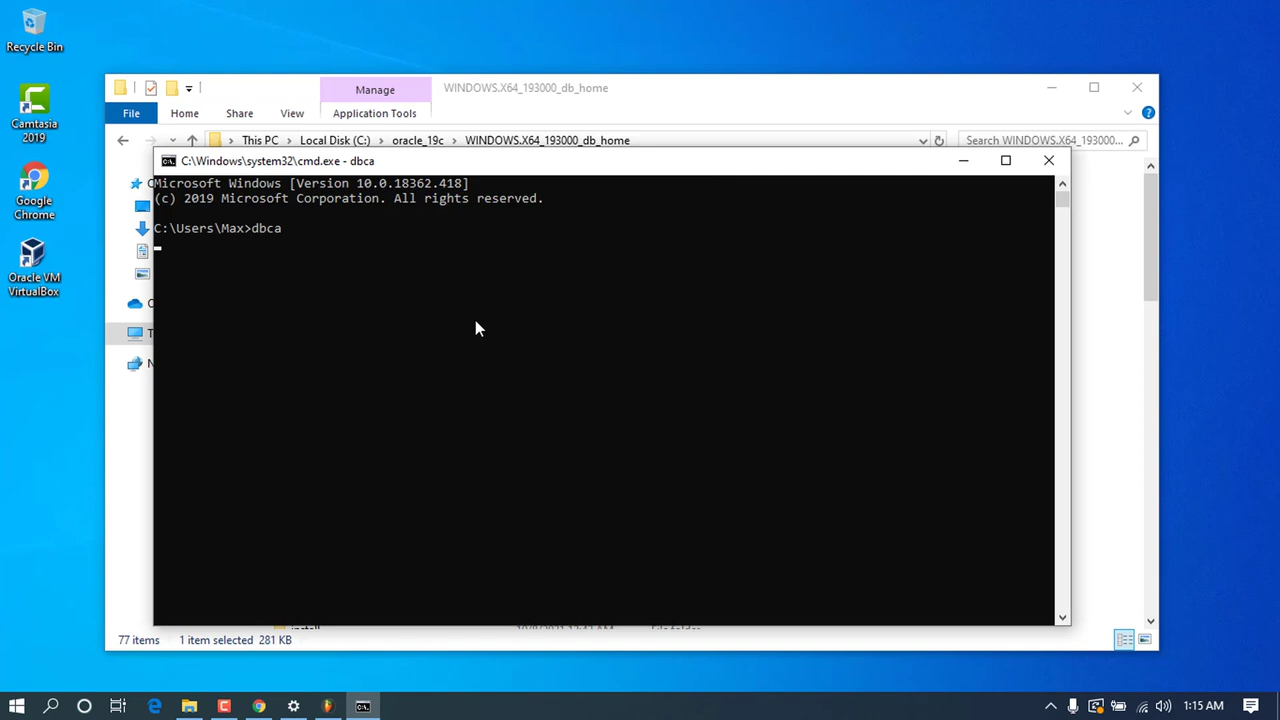 Recycle Bin
Camtasia
2019
Google
Chrome
Oracle VM
VirtualBox
Manage
WINDOWS.X64_193000_db_home
File
Home
Share
View
Application Tools
This PC
Local Disk (C:)
oracle_19c
WINDOWS.X64_193000_db_home
Search WINDOWS.X64_193000...
C:\Windows\system32\cmd.exe - dbca
Microsoft Windows [Version 10.0.18362.418]
(c) 2019 Microsoft Corporation. All rights reserved.
C:\Users\Max>dbca
77 items
1 item selected 281 KB
1:15 AM